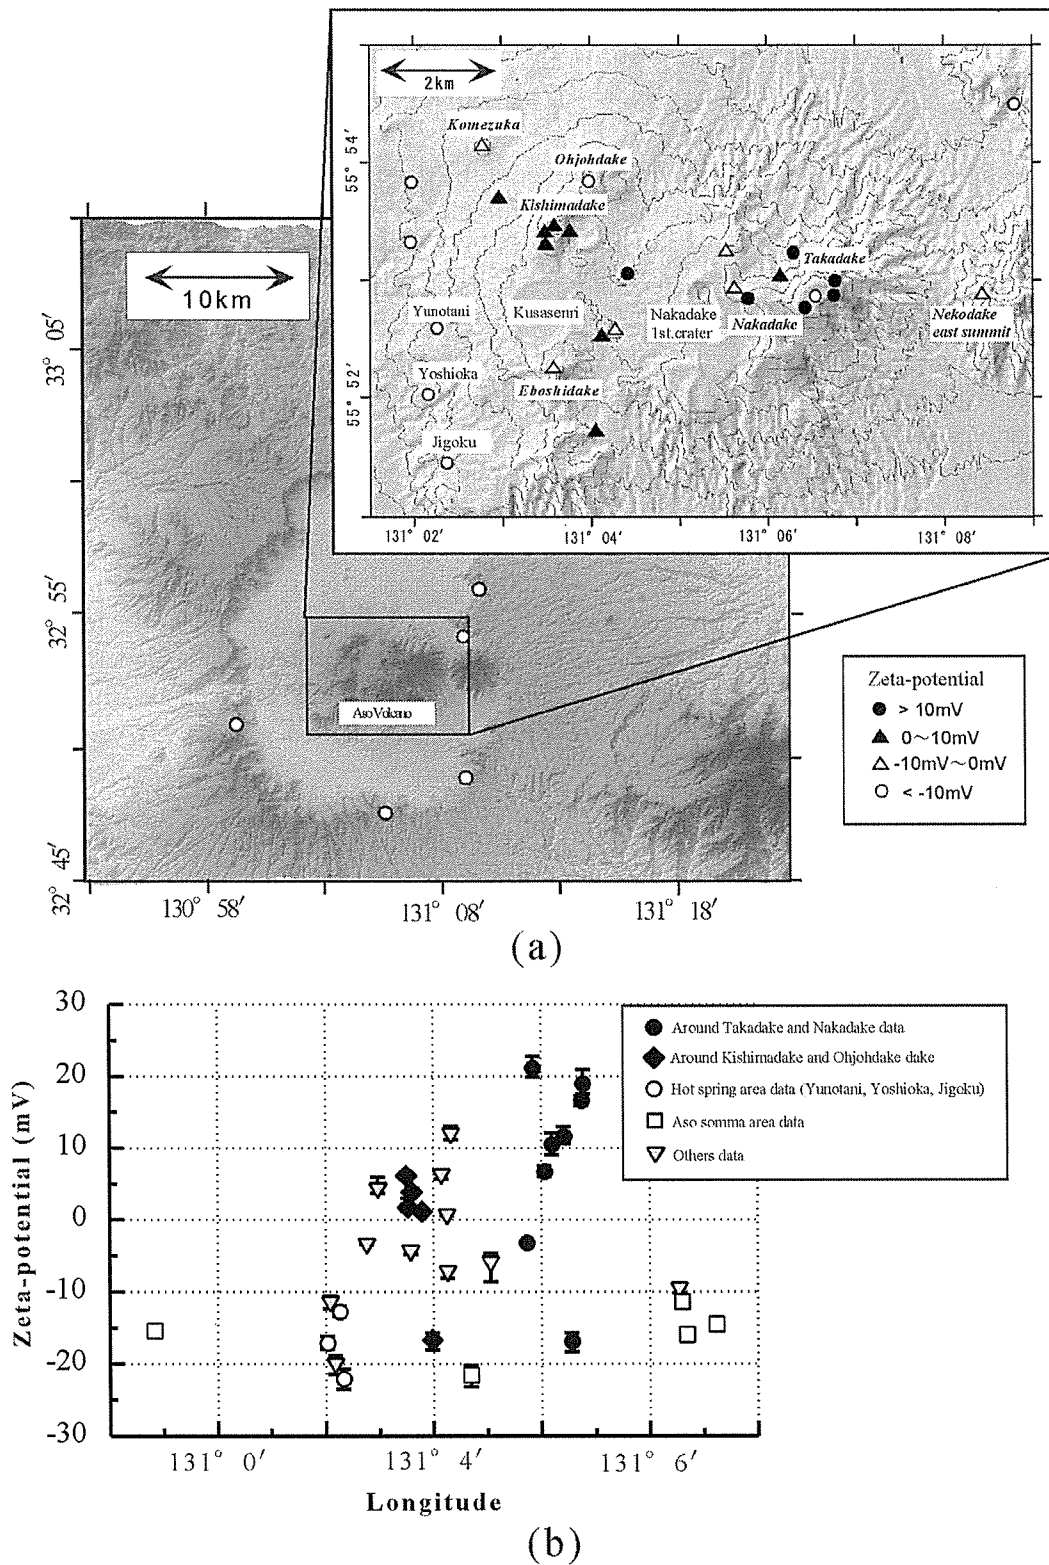 2km
Komezuka
Ohjohdake
Kishimadake
Takadake
Yunotani
Kusasenri
Nakadake
1st.crater
Nakadake
Nekodake
east summit
Yoshioka
Eboshidake
Jigoku
55° 54′
55° 52′
131° 02′
131° 04′
131° 06′
131° 08′
10km
33° 05′
32° 55′
32° 45′
Aso Volcano
Zeta-potential
> 10mV
0~10mV
-10mV~0mV
< -10mV
130° 58′
131° 08′
131° 18′
(a)
30
20
10
0
-10
-20
-30
Zeta-potential (mV)
Around Takadake and Nakadake data
Around Kishimadake and Ohjohdake dake
Hot spring area data (Yunotani, Yoshioka, Jigoku)
Aso somma area data
Others data
131° 0′
131° 4′
131° 6′
Longitude
(b)